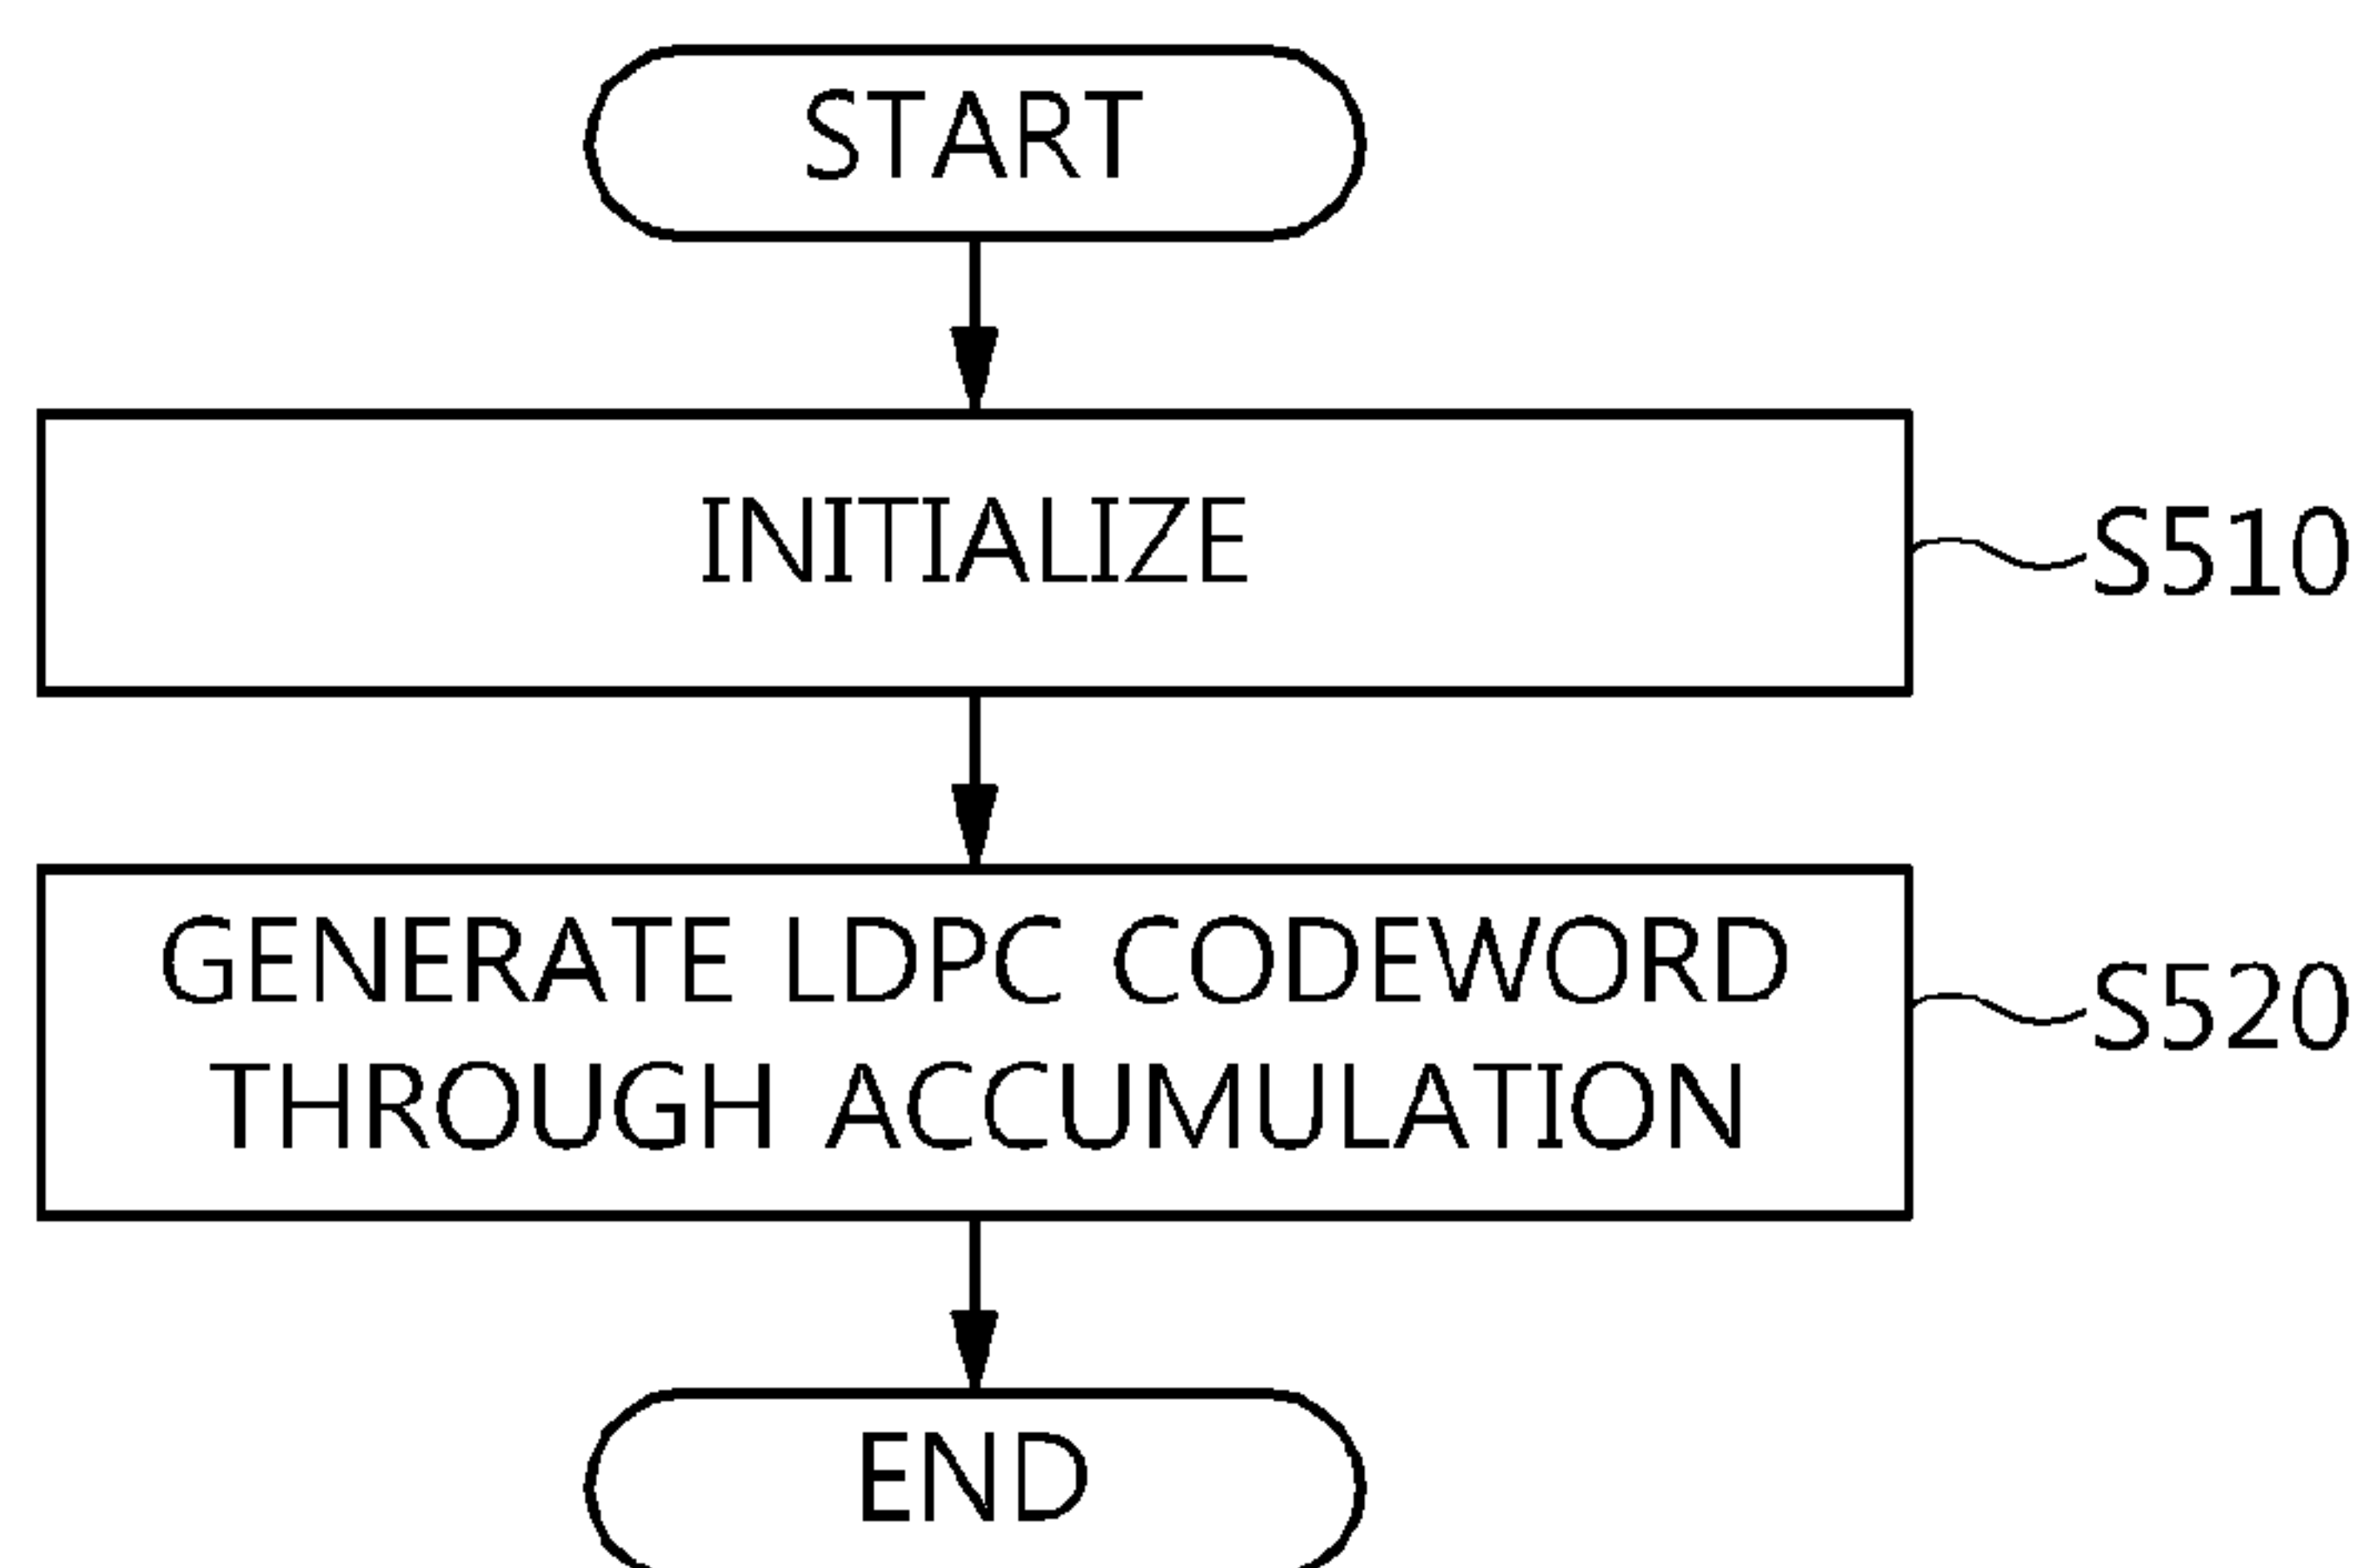 START
INITIALIZE
S510
GENERATE LDPC CODEWORD
THROUGH ACCUMULATION
S520
END